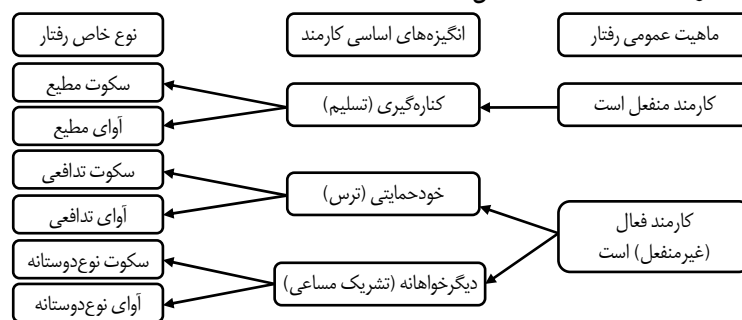 ماهیت عمومی رفتار
انگیزه‌های اساسی کارمند
نوع خاص رفتار
کارمند منفعل است
کناره‌گیری (تسلیم)
سکوت مطیع
آوای مطیع
کارمند فعال
(غیرمنفعل) است
خودحمایتی (ترس)
سکوت تدافعی
آوای تدافعی
دیگرخواهانه (تشریک مساعی)
سکوت نوع‌دوستانه
آوای نوع‌دوستانه